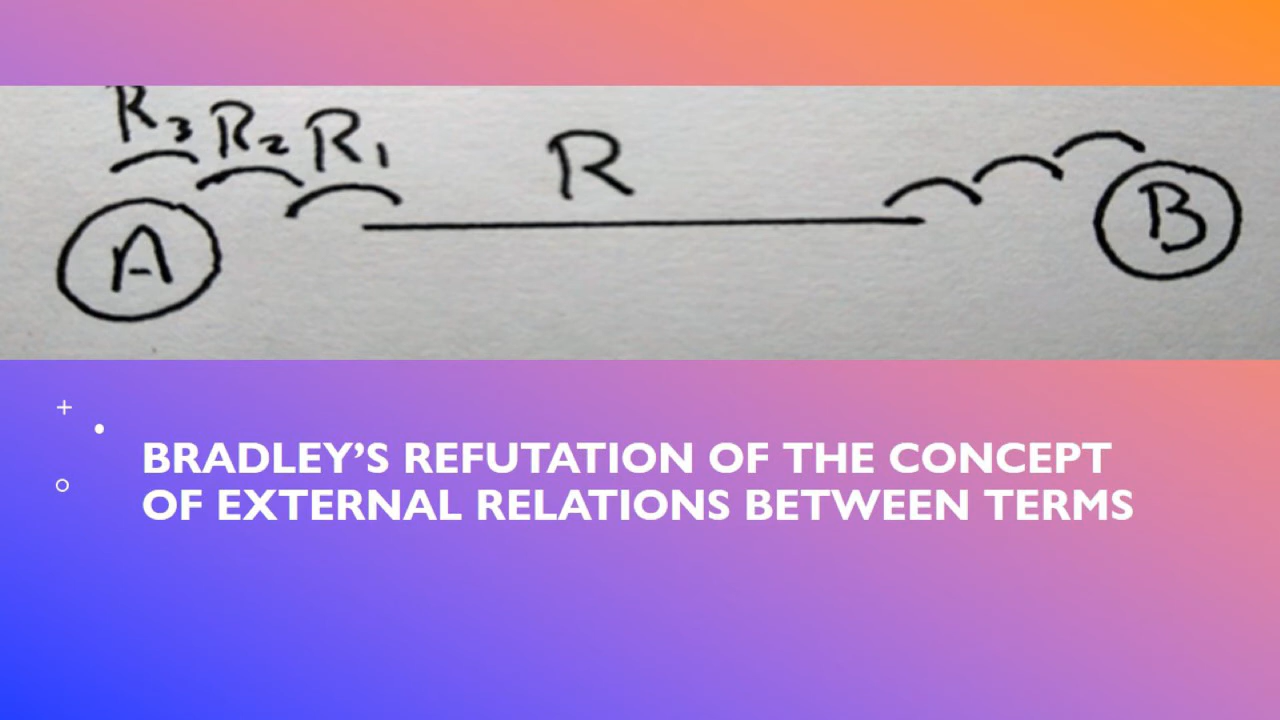 R₃ R₂ R₁ R
A B
BRADLEY'S REFUTATION OF THE CONCEPT
OF EXTERNAL RELATIONS BETWEEN TERMS